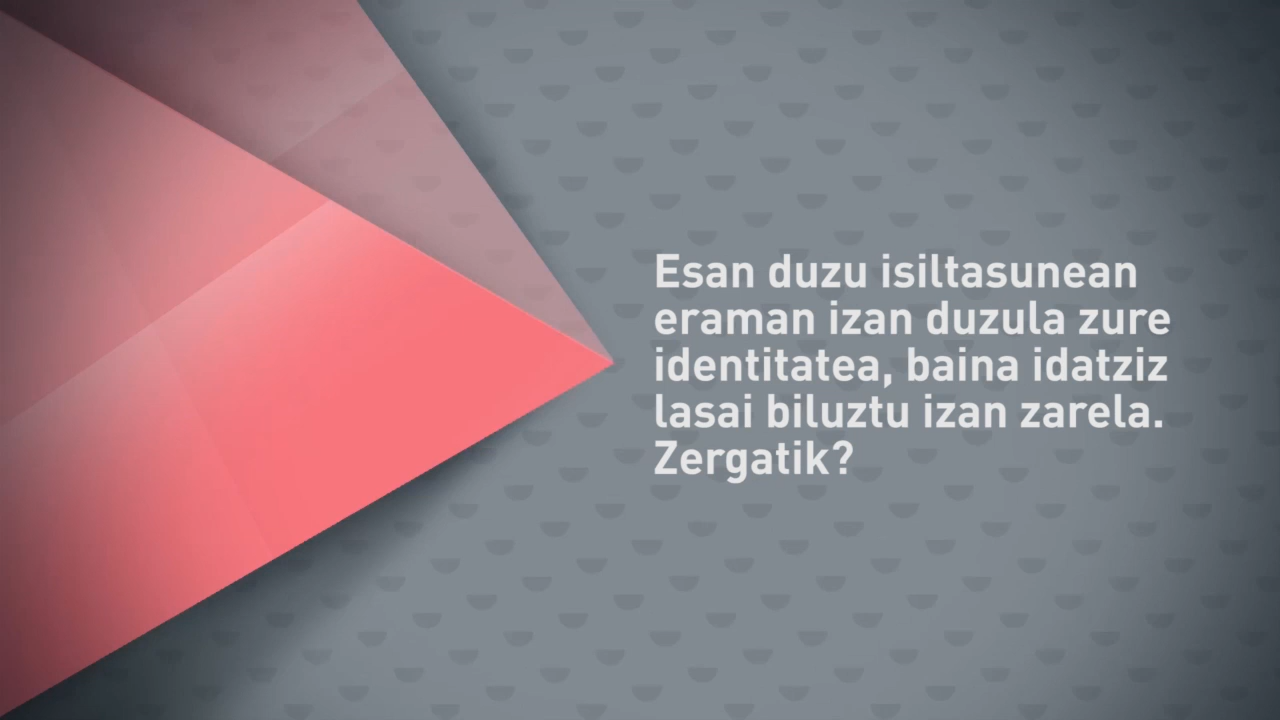 Esan duzu isiltasunean
eraman izan duzula zure
identitatea, baina idatziz
lasai biluztu izan zarela.
Zergatik?